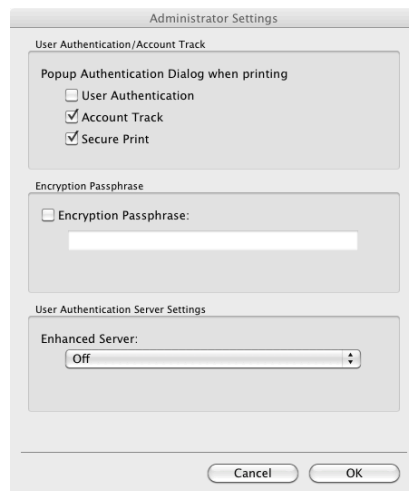 Administrator Settings
User Authentication/Account Track
Popup Authentication Dialog when printing
User Authentication
Account Track
Secure Print
Encryption Passphrase
Encryption Passphrase:
User Authentication Server Settings
Enhanced Server:
Off
Cancel OK